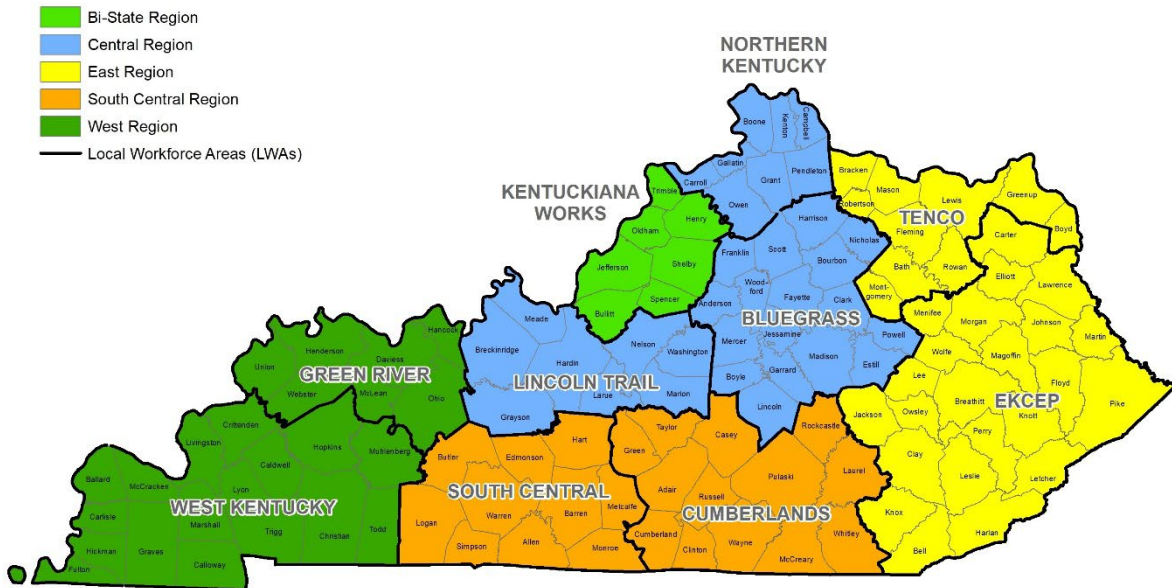 Bi-State Region
Central Region
East Region
South Central Region
West Region
Local Workforce Areas (LWAs)
NORTHERN
KENTUCKY
Boone
Kenton
Campbell
Gallatin
Carroll
Grant
Pendleton
Owen
KENTUCKIANA
WORKS
Trimble
Henry
Oldham
Jefferson
Shelby
Spencer
Bullitt
Bracken
Mason
Robertson
Lewis
Greenup
TENCO
Fleming
Boyd
Bath
Rowan
Mont-
gomery
Harrison
Nicholas
Franklin
Scott
Bourbon
Wood-
ford
Fayette
Clark
Anderson
BLUEGRASS
Jessamine
Powell
Mercer
Madison
Estill
Boyle
Garrard
Lincoln
Carter
Elliott
Lawrence
Menifee
Morgan
Johnson
Martin
Wolfe
Magoffin
Lee
Floyd
Breathitt
EKCEP
Knott
Pike
Jackson
Owsley
Perry
Clay
Leslie
Letcher
Knox
Harlan
Bell
Meade
Breckinridge
Hardin
Nelson
Washington
LINCOLN TRAIL
Larue
Marion
Grayson
Hancock
Henderson
Daviess
Union
GREEN RIVER
Webster
McLean
Ohio
Crittenden
Livingston
Hopkins
Muhlenberg
Caldwell
Ballard
McCracken
Lyon
WEST KENTUCKY
Carlisle
Marshall
Trigg
Christian
Todd
Hickman
Graves
Calloway
Fulton
Hart
Butler
Edmonson
SOUTH CENTRAL
Metcalfe
Warren
Barren
Logan
Simpson
Allen
Monroe
Taylor
Casey
Rockcastle
Green
Pulaski
Laurel
Adair
Russell
CUMBERLANDS
Cumberland
Clinton
Wayne
McCreary
Whitley